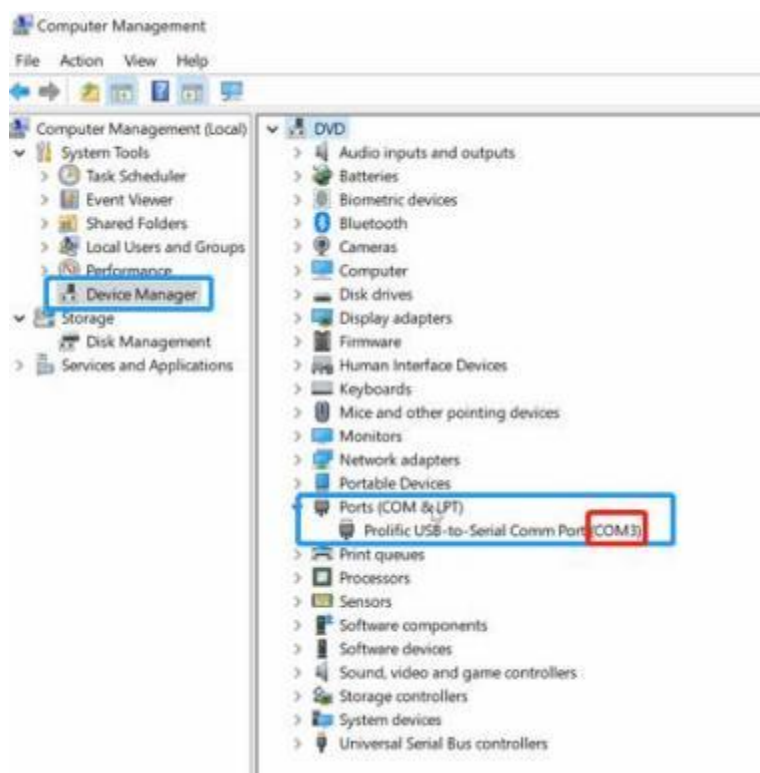 Computer Management
File Action View Help
Computer Management (Local)
System Tools
Task Scheduler
Event Viewer
Shared Folders
Local Users and Groups
Performance
Device Manager
Storage
Disk Management
Services and Applications
DVD
Audio inputs and outputs
Batteries
Biometric devices
Bluetooth
Cameras
Computer
Disk drives
Display adapters
Firmware
Human Interface Devices
Keyboards
Mice and other pointing devices
Monitors
Network adapters
Portable Devices
Ports (COM & LPT)
Prolific USB-to-Serial Comm Port (COM3)
Print queues
Processors
Sensors
Software components
Software devices
Sound, video and game controllers
Storage controllers
System devices
Universal Serial Bus controllers